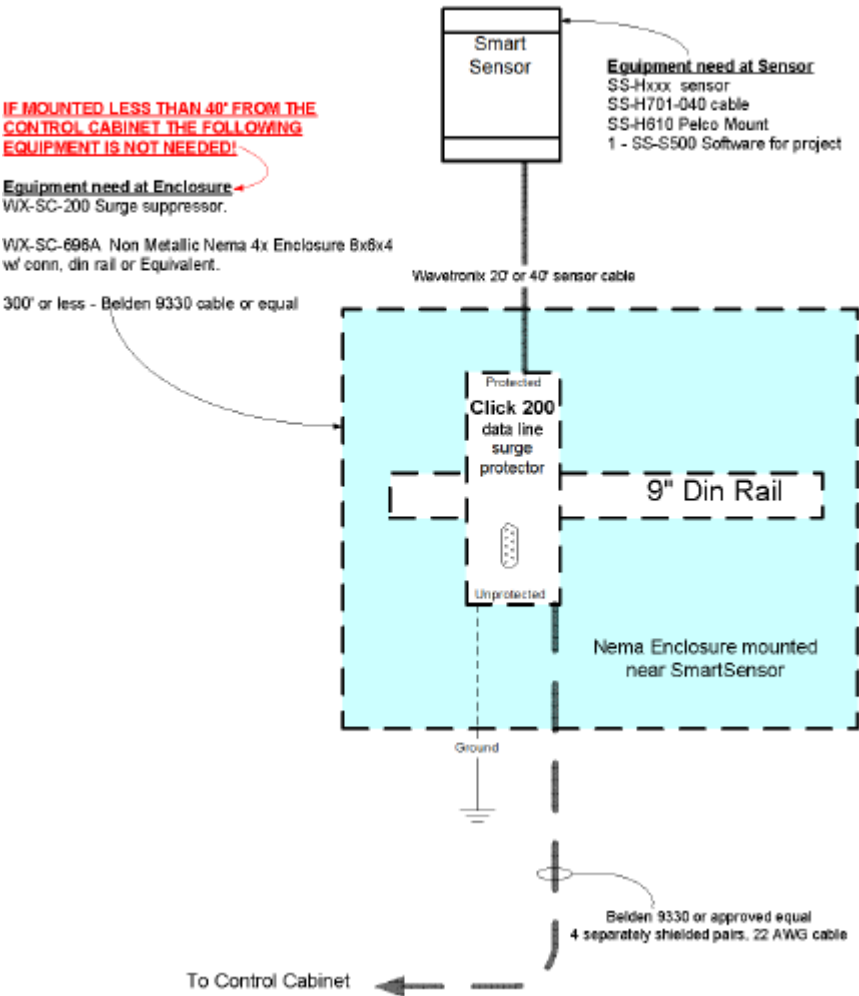 Smart
Sensor
Equipment need at Sensor
SS-Hxxx sensor
SS-H701-040 cable
SS-H610 Pelco Mount
1 - SS-S500 Software for project
IF MOUNTED LESS THAN 40' FROM THE
CONTROL CABINET THE FOLLOWING
EQUIPMENT IS NOT NEEDED!
Equipment need at Enclosure
WX-SC-200 Surge suppressor.
WX-SC-696A Non Metallic Nema 4x Enclosure 8x6x4
w/ conn, din rail or Equivalent.
300' or less - Belden 9330 cable or equal
Wavetronix 20' or 40' sensor cable
Protected
Click 200
data line
surge
protector
9" Din Rail
Unprotected
Nema Enclosure mounted
near SmartSensor
Ground
Belden 9330 or approved equal
4 separately shielded pairs, 22 AWG cable
To Control Cabinet